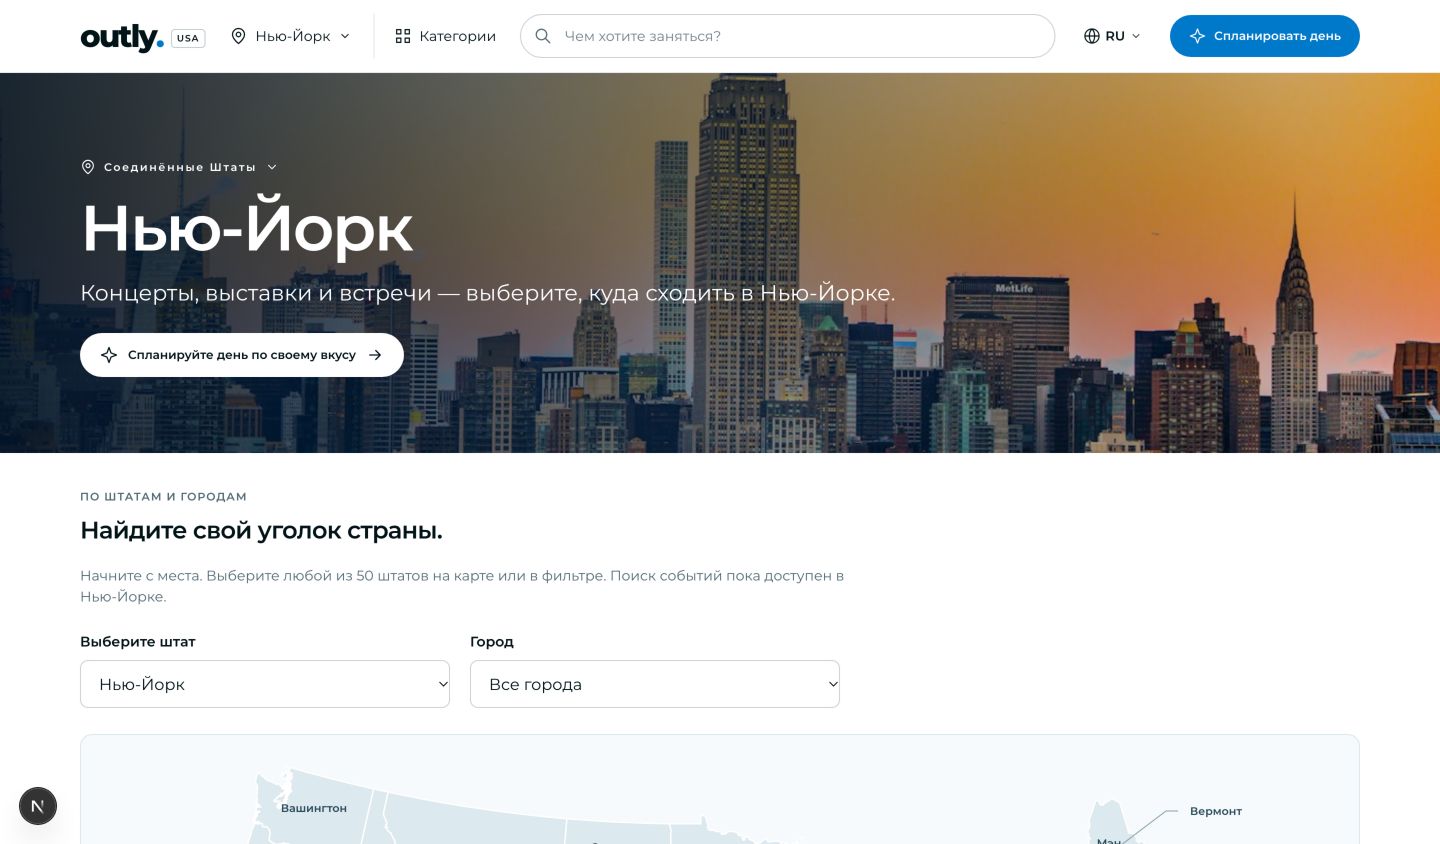 outly. USA
Нью-Йорк
Категории
Чем хотите заняться?
RU
Спланировать день
Соединённые Штаты
Нью-Йорк
Концерты, выставки и встречи — выберите, куда сходить в Нью-Йорке.
Спланируйте день по своему вкусу
MetLife
ПО ШТАТАМ И ГОРОДАМ
Найдите свой уголок страны.
Начните с места. Выберите любой из 50 штатов на карте или в фильтре. Поиск событий пока доступен в
Нью-Йорке.
Выберите штат
Город
Нью-Йорк
Все города
Вашингтон
Вермонт
Мэн
N